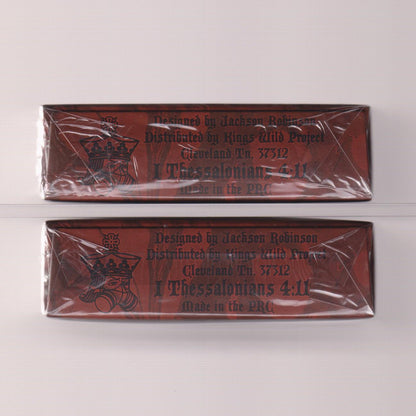 Designed by Jackson Robinson
Distributed by Kings Wild Project
Cleveland Tn. 37312
I Thessalonians 4:11
Made in the PRC
Designed by Jackson Robinson
Distributed by Kings Wild Project
Cleveland Tn. 37312
I Thessalonians 4:11
Made in the PRC